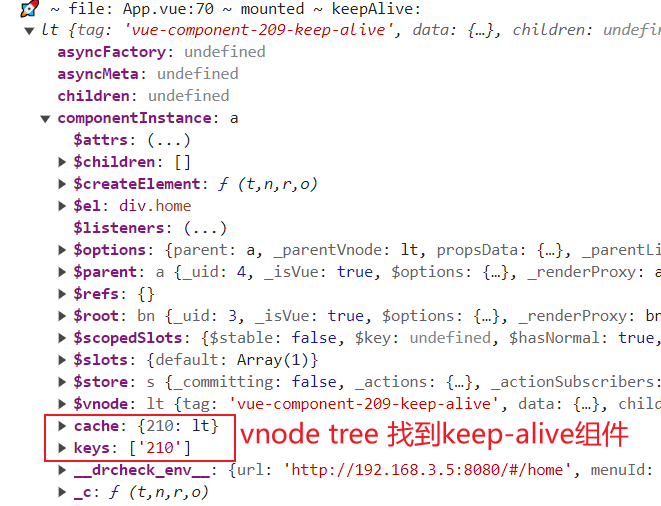 ~ file: App.vue:70 ~ mounted ~ keepAlive:
lt {tag: 'vue-component-209-keep-alive', data: {…}, children: undefined
asyncFactory: undefined
asyncMeta: undefined
children: undefined
componentInstance: a
$attrs: (...)
$children: []
$createElement: ƒ (t,n,r,o)
$el: div.home
$listeners: (...)
$options: {parent: a, _parentVnode: lt, propsData: {…}, _parentLi
$parent: a {_uid: 4, _isVue: true, $options: {…}, _renderProxy: a
$refs: {}
$root: bn {_uid: 3, _isVue: true, $options: {…}, _renderProxy: bn
$scopedSlots: {$stable: false, $key: undefined, $hasNormal: true,
$slots: {default: Array(1)}
$store: s {_committing: false, _actions: {…}, _actionSubscribers:
$vnode: lt {tag: 'vue-component-209-keep-alive', data: {…}, child
cache: {210: lt}
keys: ['210']
vnode tree 找到keep-alive组件
__drcheck_env__: {url: 'http://192.168.3.5:8080/#/home', menuId:
_c: ƒ (t,n,r,o)